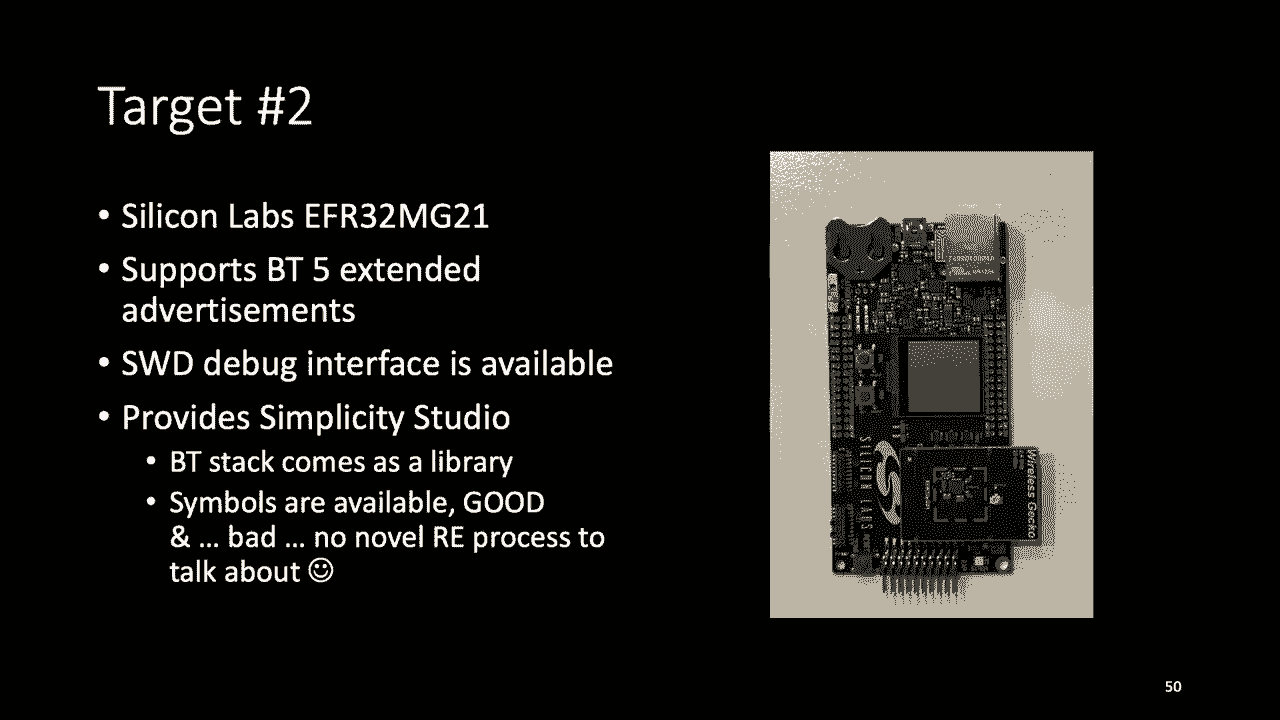 Target #2
• Silicon Labs EFR32MG21
• Supports BT 5 extended
advertisements
• SWD debug interface is available
• Provides Simplicity Studio
• BT stack comes as a library
• Symbols are available, GOOD
& ... bad ... no novel RE process to
talk about ☺
SILICON LABS
Wireless Gecko
50